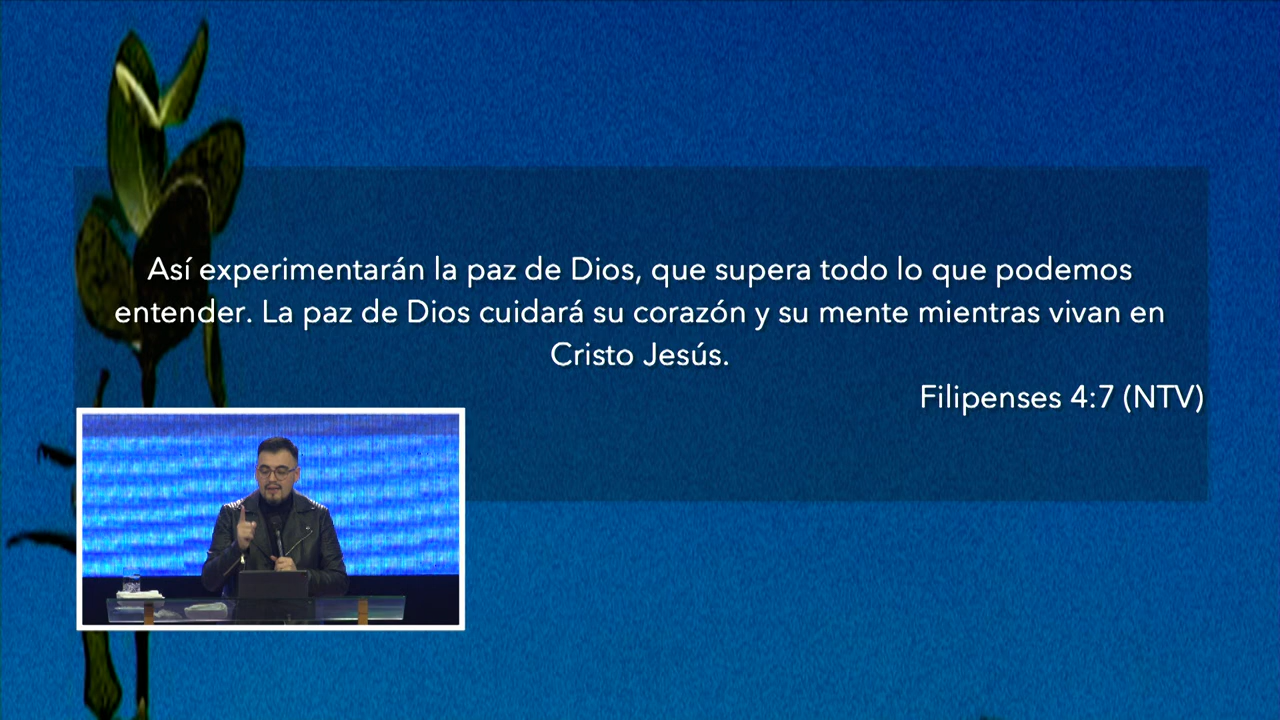 Así experimentarán la paz de Dios, que supera todo lo que podemos
entender. La paz de Dios cuidará su corazón y su mente mientras vivan en
Cristo Jesús.
Filipenses 4:7 (NTV)